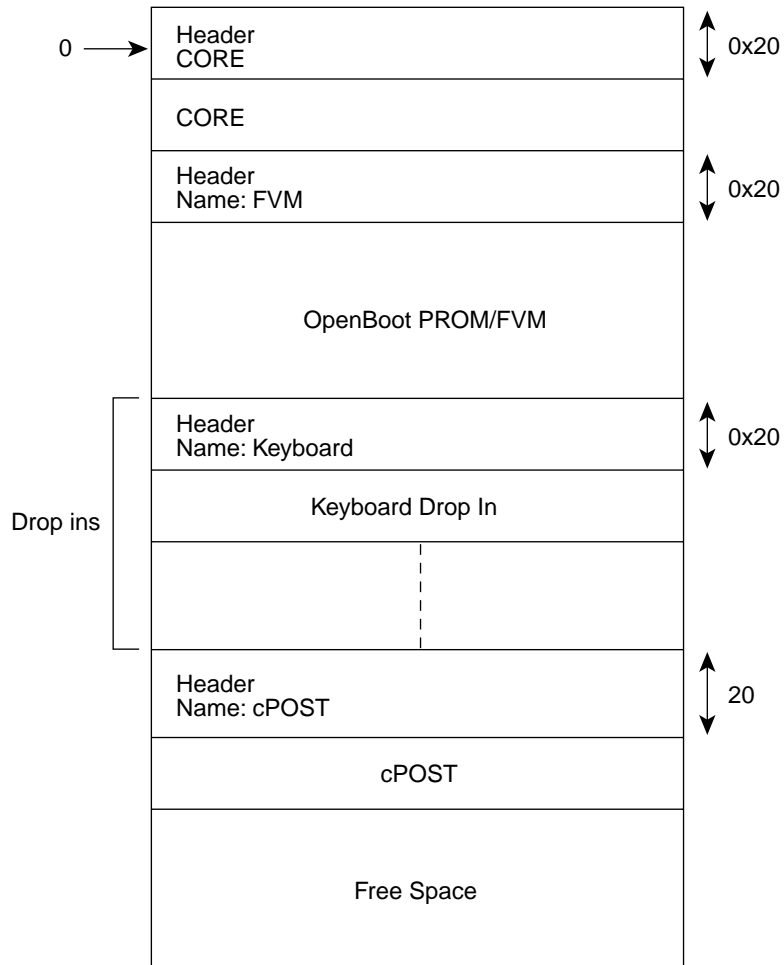 Header
CORE
0
0x20
CORE
Header
Name: FVM
0x20
OpenBoot PROM/FVM
Header
Name: Keyboard
0x20
Keyboard Drop In
Drop ins
Header
Name: cPOST
20
cPOST
Free Space